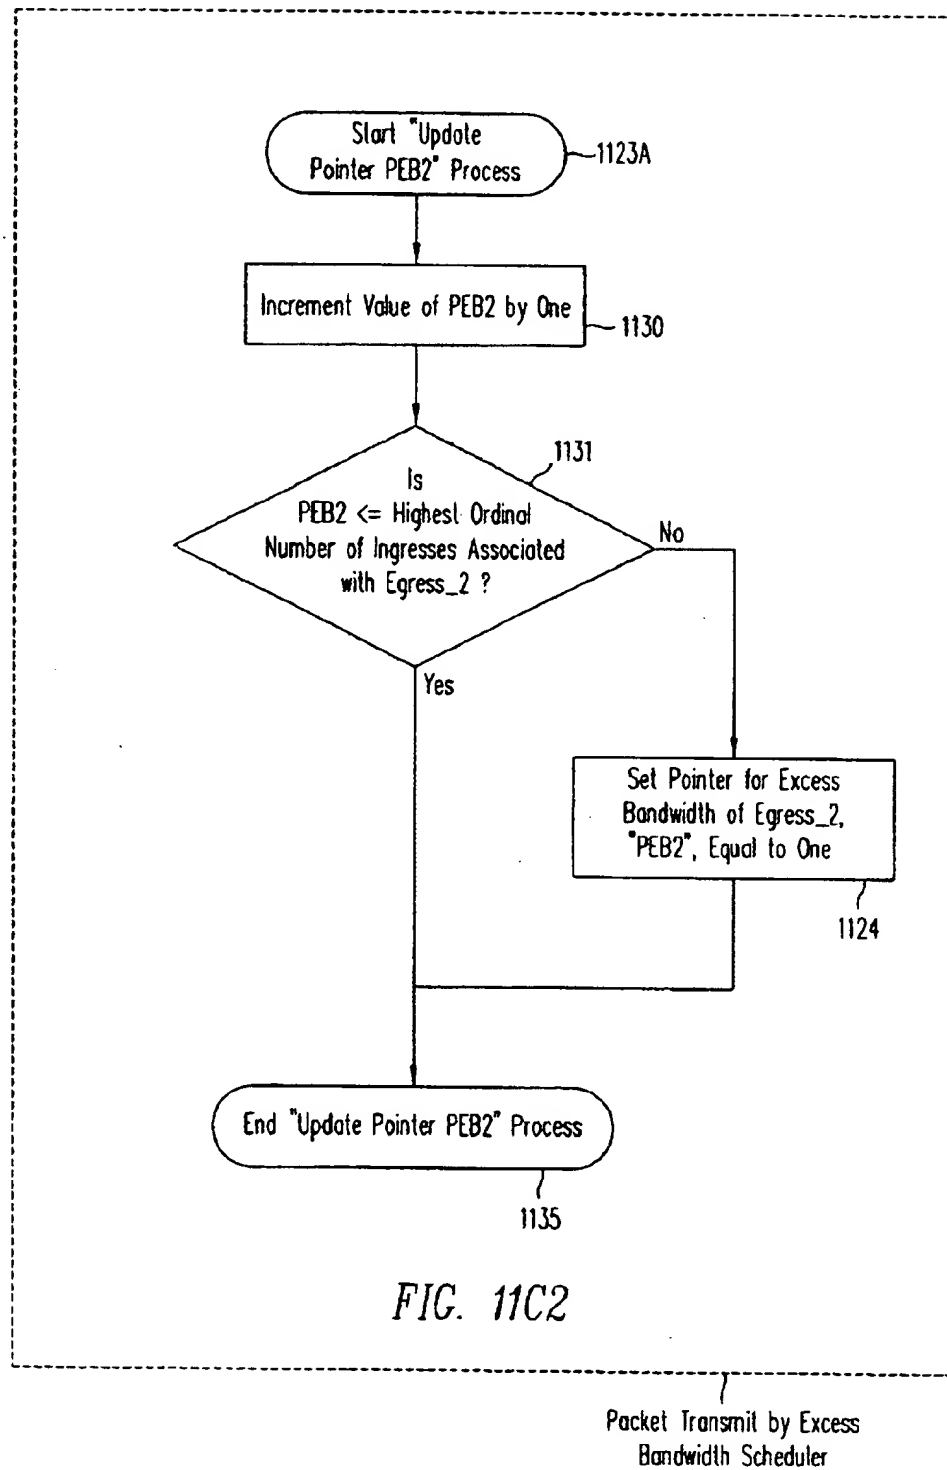 Start "Update
Pointer PEB2" Process
1123A
Increment Value of PEB2 by One
1130
1131
Is
PEB2 <= Highest Ordinal
Number of Ingresses Associated
with Egress_2 ?
No
Yes
Set Pointer for Excess
Bandwidth of Egress_2,
"PEB2", Equal to One
1124
End "Update Pointer PEB2" Process
1135
FIG. 11C2
Packet Transmit by Excess
Bandwidth Scheduler